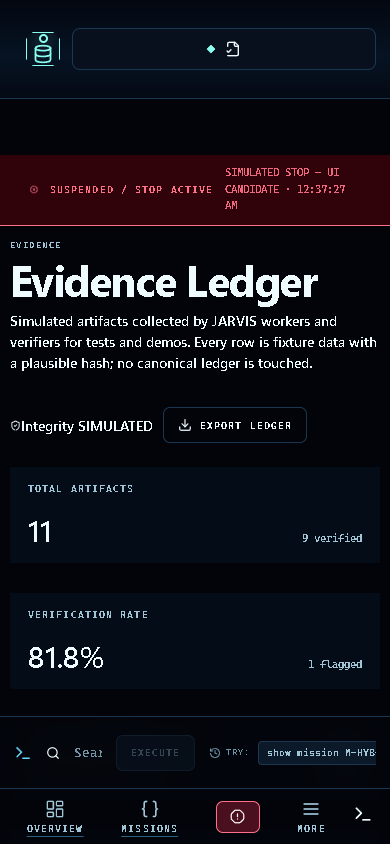 SUSPENDED / STOP ACTIVE
SIMULATED STOP — UI
CANDIDATE · 12:37:27
AM
EVIDENCE
Evidence Ledger
Simulated artifacts collected by JARVIS workers and
verifiers for tests and demos. Every row is fixture data with
a plausible hash; no canonical ledger is touched.
Integrity SIMULATED
EXPORT LEDGER
TOTAL ARTIFACTS
11
9 verified
VERIFICATION RATE
81.8%
1 flagged
Sear
EXECUTE
TRY:
show mission M-HYB
OVERVIEW
MISSIONS
MORE